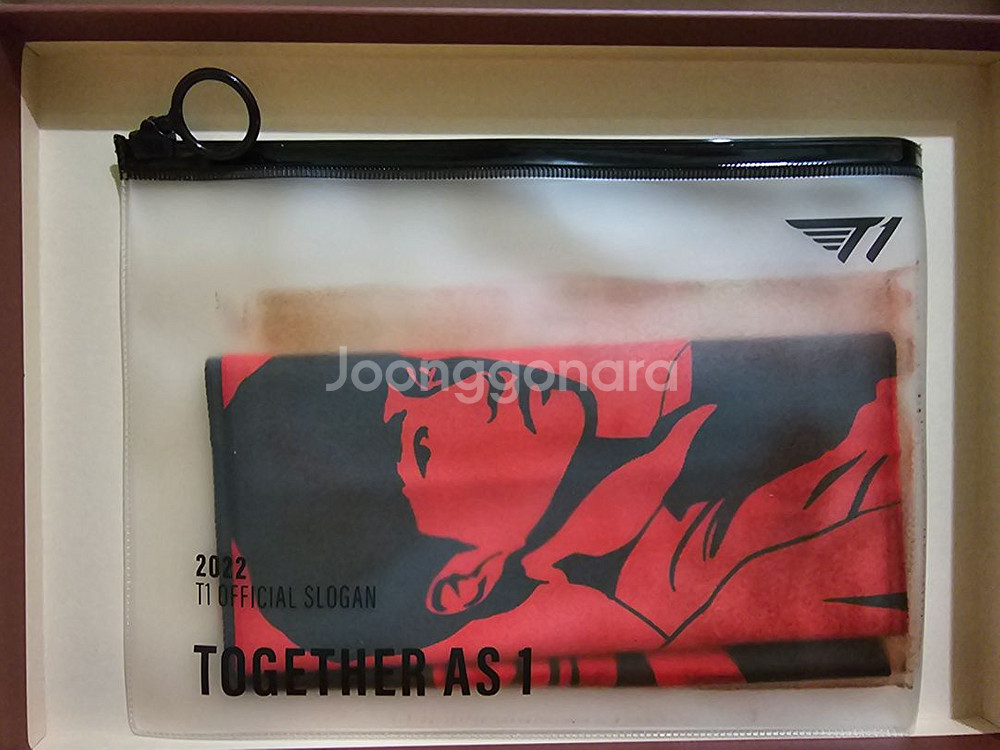 T1
Joonggonara
2022
T1 OFFICIAL SLOGAN
TOGETHER AS 1